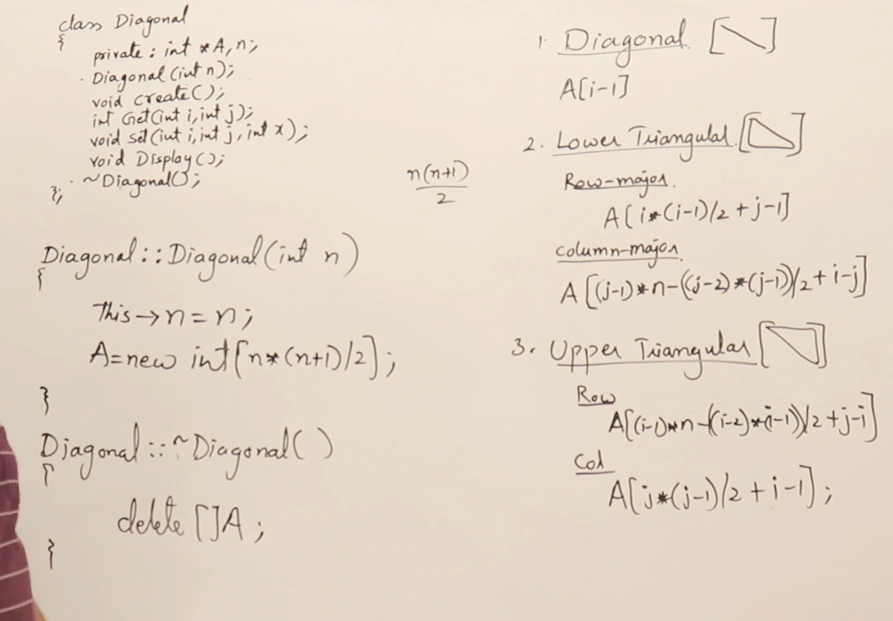 class Diagonal
{
private: int *A, n;
Diagonal(int n);
void Create();
int Get(int i, int j);
void Set(int i, int j, int x);
void Display();
~Diagonal();
};
n(n+1)
2
Diagonal::Diagonal(int n)
{
This→n = n;
A=new int[n*(n+1)/2];
}
Diagonal::~Diagonal()
{
delete []A;
}
1. Diagonal [ ]
A[i-1]
2. Lower Triangular [ ]
Row-major.
A[i*(i-1)/2+j-1]
Column-major.
A[(j-1)*n-((j-2)*(j-1))/2+i-j]
3. Upper Triangular [ ]
Row
A[(i-1)*n-((i-2)*(i-1))/2+j-i]
Col
A[j*(j-1)/2+i-1];